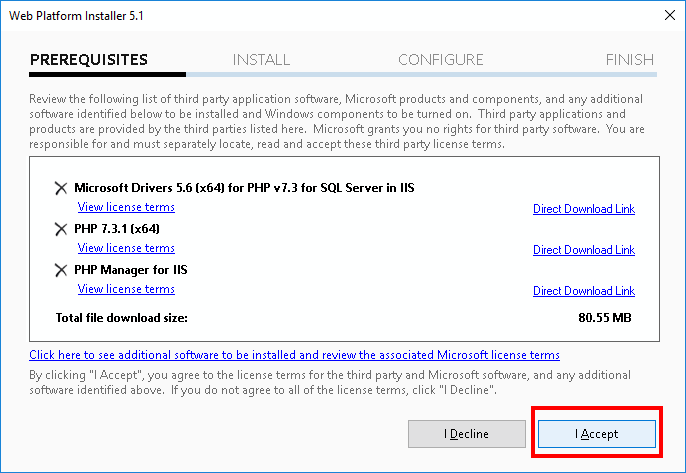 Web Platform Installer 5.1
PREREQUISITES INSTALL CONFIGURE FINISH
Review the following list of third party application software, Microsoft products and components, and any additional
software identified below to be installed and Windows components to be turned on. Third party applications and
products are provided by the third parties listed here. Microsoft grants you no rights for third party software. You are
responsible for and must separately locate, read and accept these third party license terms.
Microsoft Drivers 5.6 (x64) for PHP v7.3 for SQL Server in IIS
View license terms Direct Download Link
PHP 7.3.1 (x64)
View license terms Direct Download Link
PHP Manager for IIS
View license terms Direct Download Link
Total file download size: 80.55 MB
Click here to see additional software to be installed and review the associated Microsoft license terms
By clicking "I Accept", you agree to the license terms for the third party and Microsoft software, and any additional
software identified above. If you do not agree to all of the license terms, click "I Decline".
I Decline I Accept